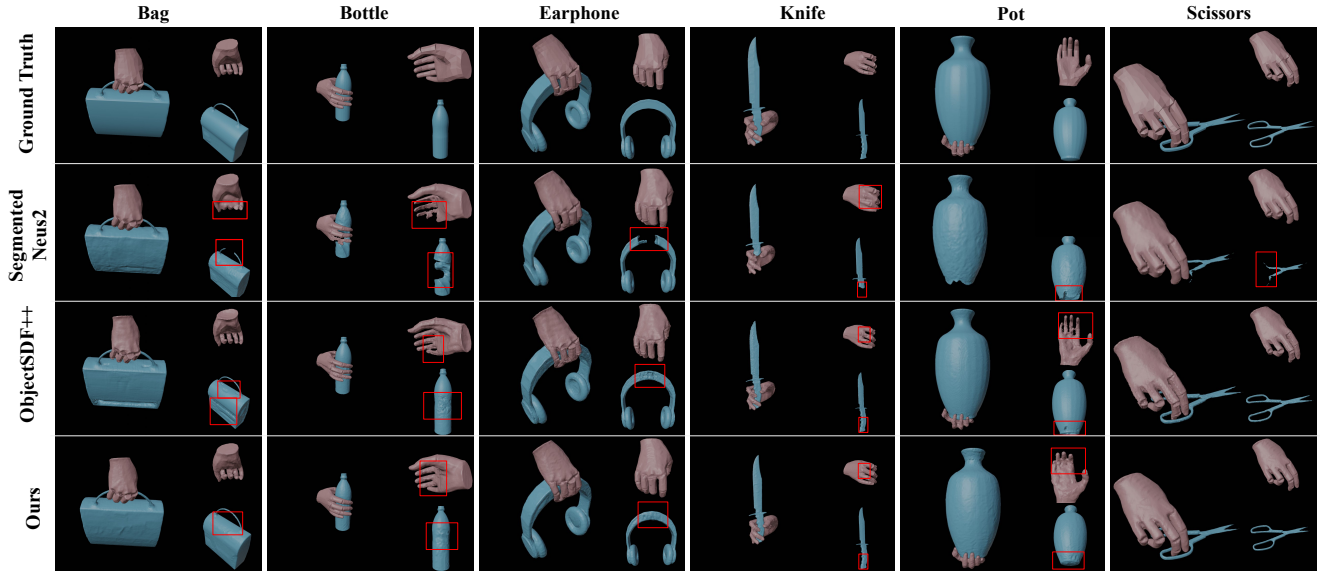 Bag Bottle Earphone Knife Pot Scissors
Ground Truth
Segmented
Neus2
ObjectSDF++
Ours